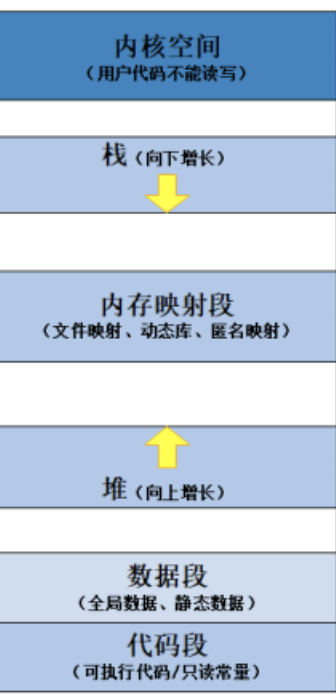 内核空间
（用户代码不能读写）
栈（向下增长）
内存映射段
（文件映射、动态库、匿名映射）
堆（向上增长）
数据段
（全局数据、静态数据）
代码段
（可执行代码/只读常量）